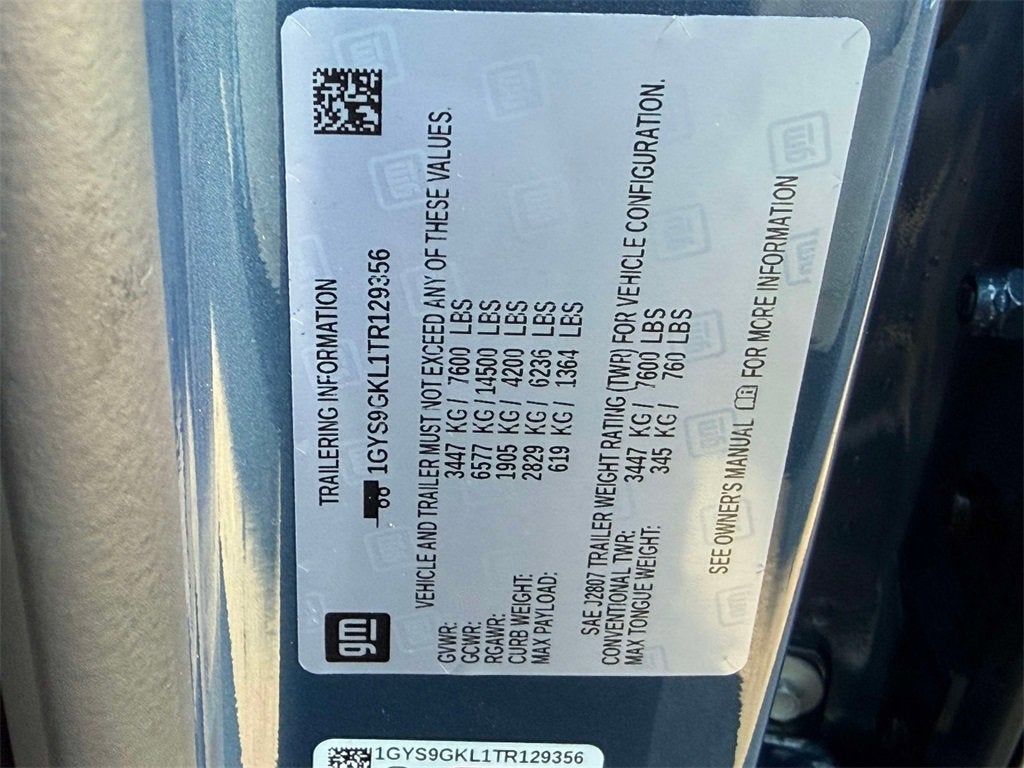 gm
TRAILERING INFORMATION
1GYS9GKL1TR129356
VEHICLE AND TRAILER MUST NOT EXCEED ANY OF THESE VALUES.
GVWR: 3447 KG / 7600 LBS
GCWR: 6577 KG / 14500 LBS
RGAWR: 1905 KG / 4200 LBS
CURB WEIGHT: 2829 KG / 6236 LBS
MAX PAYLOAD: 619 KG / 1364 LBS
SAE J2807 TRAILER WEIGHT RATING (TWR) FOR VEHICLE CONFIGURATION.
CONVENTIONAL TWR: 3447 KG / 7600 LBS
MAX TONGUE WEIGHT: 345 KG / 760 LBS
SEE OWNER'S MANUAL FOR MORE INFORMATION
1GYS9GKL1TR129356